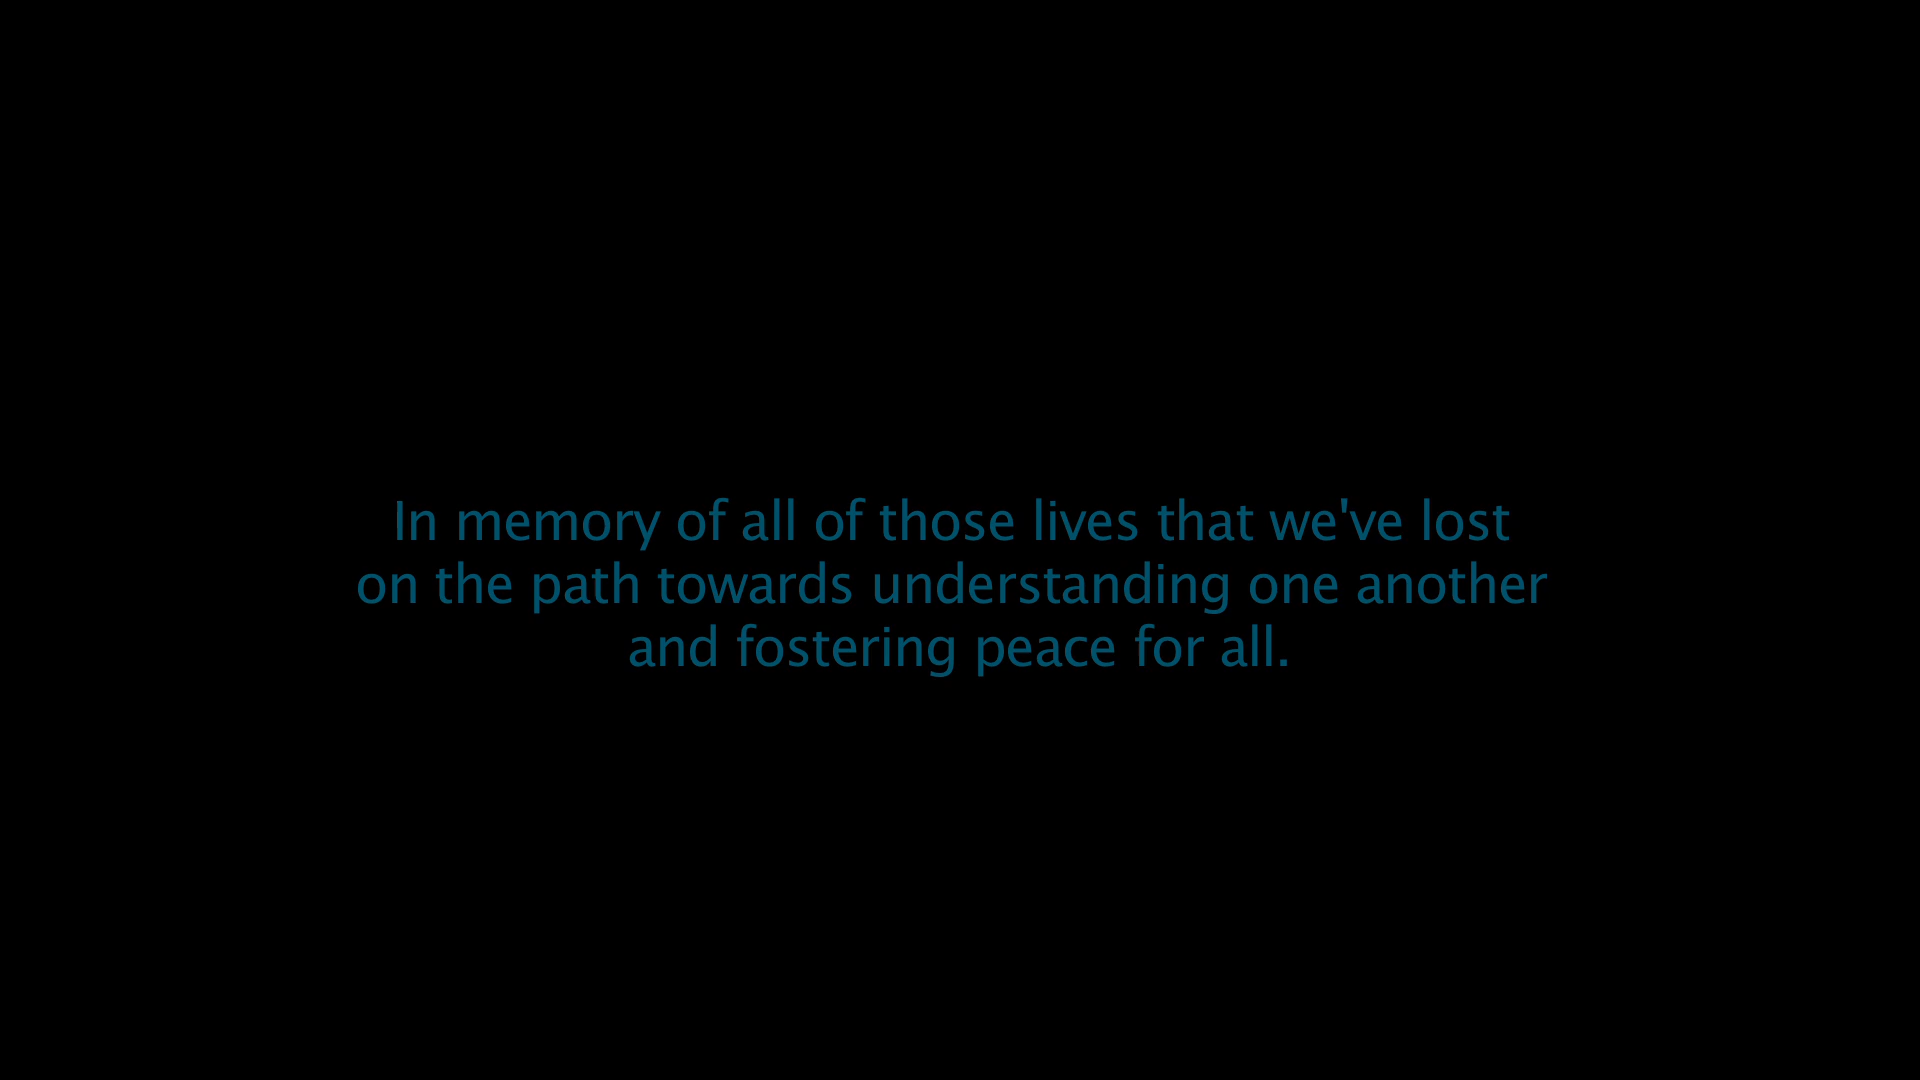 In memory of all of those lives that we've lost
on the path towards understanding one another
and fostering peace for all.